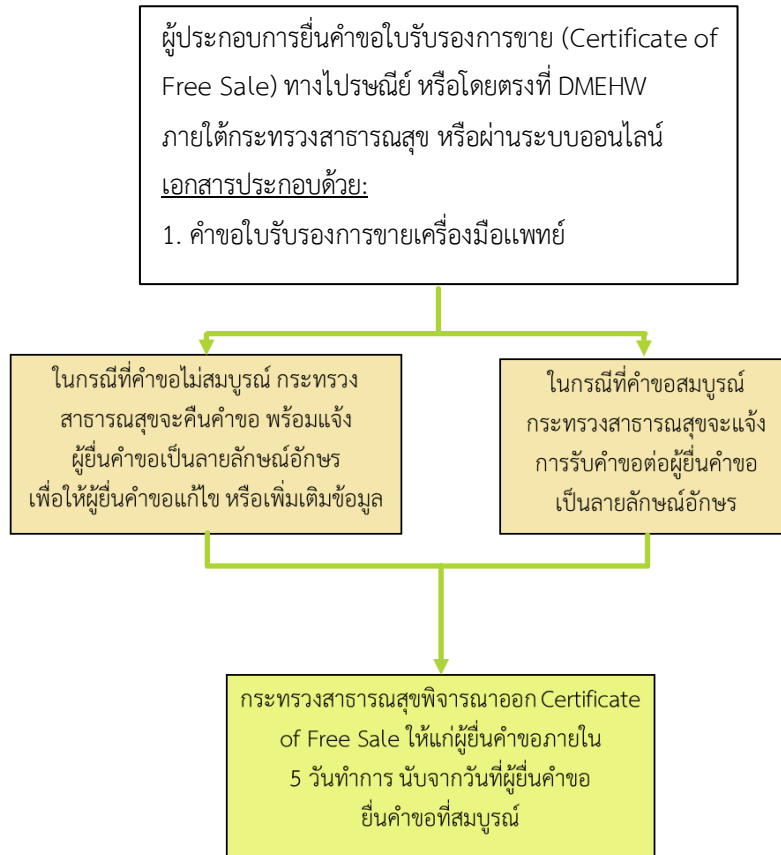 ผู้ประกอบการยื่นคำขอใบรับรองการขาย (Certificate of
Free Sale) ทางไปรษณีย์ หรือโดยตรงที่ DMEHW
ภายใต้กระทรวงสาธารณสุข หรือผ่านระบบออนไลน์
เอกสารประกอบด้วย:
1. คำขอใบรับรองการขายเครื่องมือแพทย์
ในกรณีที่คำขอไม่สมบูรณ์ กระทรวง
สาธารณสุขจะคืนคำขอ พร้อมแจ้ง
ผู้ยื่นคำขอเป็นลายลักษณ์อักษร
เพื่อให้ผู้ยื่นคำขอแก้ไข หรือเพิ่มเติมข้อมูล
ในกรณีที่คำขอสมบูรณ์
กระทรวงสาธารณสุขจะแจ้ง
การรับคำขอต่อผู้ยื่นคำขอ
เป็นลายลักษณ์อักษร
กระทรวงสาธารณสุขพิจารณาออก Certificate
of Free Sale ให้แก่ผู้ยื่นคำขอภายใน
5 วันทำการ นับจากวันที่ผู้ยื่นคำขอ
ยื่นคำขอที่สมบูรณ์